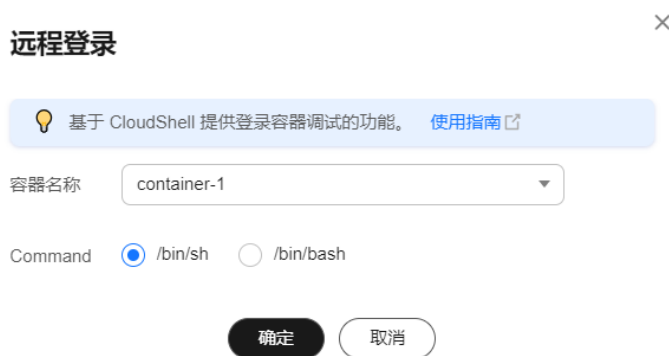 远程登录
基于 CloudShell 提供登录容器调试的功能。 使用指南
容器名称 container-1
Command /bin/sh /bin/bash
确定 取消